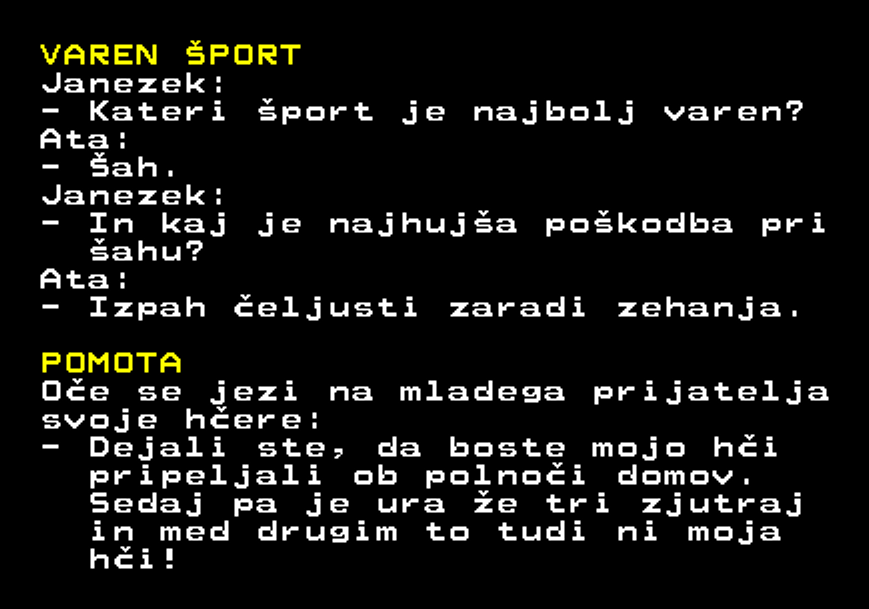 VAREN ŠPORT
Janezek:
- Kateri šport je najbolj varen?
Ata:
- Šah.
Janezek:
- In kaj je najhujša poškodba pri
šahu?
Ata:
- Izpah čeljusti zaradi zehanja.
POMOTA
Oče se jezi na mladega prijatelja
svoje hčere:
- Dejali ste, da boste mojo hči
pripeljali ob polnoči domov.
Sedaj pa je ura že tri zjutraj
in med drugim to tudi ni moja
hči!